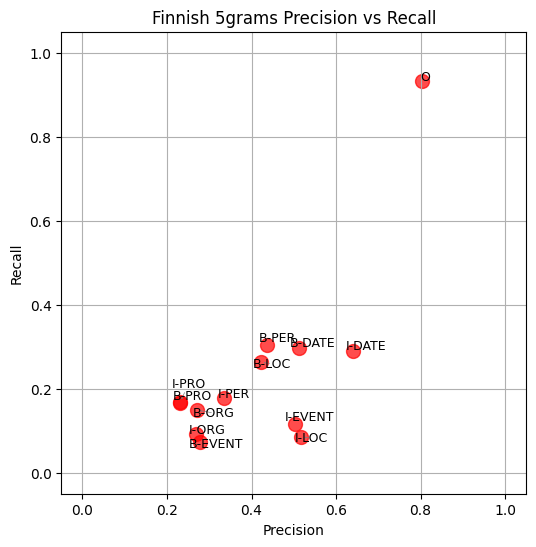 Finnish 5grams Precision vs Recall
1.0
0.8
0.6
0.4
0.2
0.0
Recall
O
B-PER
B-DATE
I-DATE
B-LOC
I-PRO
B-PRO
I-PER
B-ORG
I-EVENT
I-ORG
I-LOC
B-EVENT
0.0 0.2 0.4 0.6 0.8 1.0
Precision